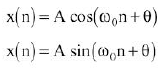 x(n) = A cos(ω₀n + θ)
x(n) = A sin(ω₀n + θ)